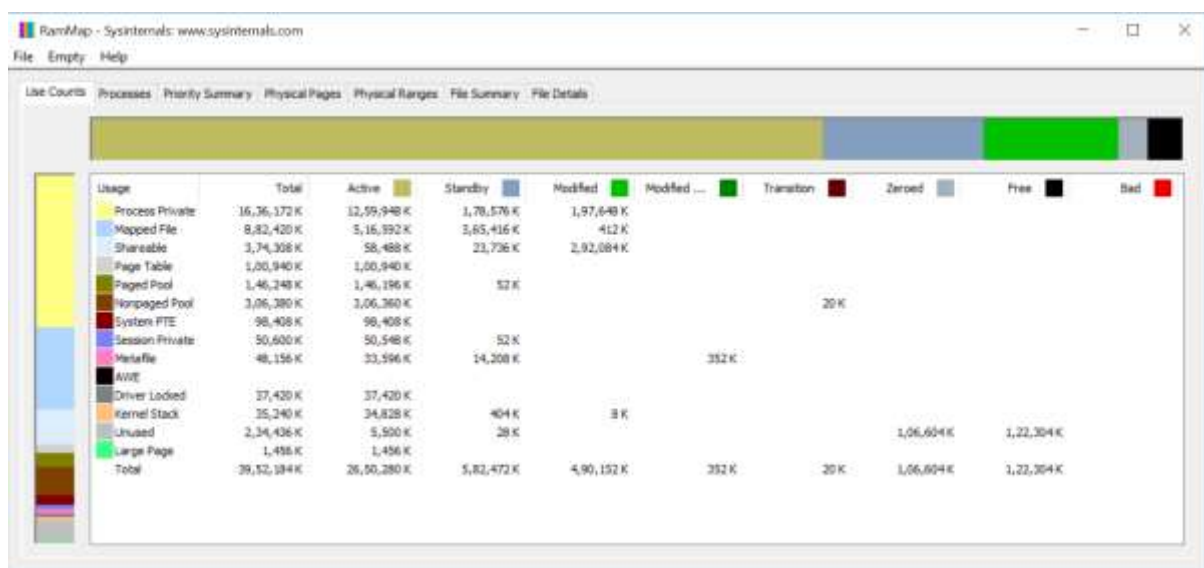 RamMap - Sysinternals: www.sysinternals.com
File Empty Help
Use Counts Processes Priority Summary Physical Pages Physical Ranges File Summary File Details
Usage Total Active Standby Modified Modified ... Transition Zeroed Free Bad
Process Private 16,36,172 K 12,59,948 K 1,78,576 K 1,97,648 K
Mapped File 8,82,420 K 5,16,592 K 3,65,416 K 412 K
Shareable 3,74,308 K 58,488 K 23,736 K 2,92,084 K
Page Table 1,00,940 K 1,00,940 K
Paged Pool 1,46,248 K 1,46,196 K 52 K
Nonpaged Pool 3,06,380 K 3,06,360 K 20 K
System PTE 98,408 K 98,408 K
Session Private 50,600 K 50,548 K 52 K
Metafile 48,156 K 33,596 K 14,208 K 352 K
AWE
Driver Locked 37,420 K 37,420 K
Kernel Stack 35,240 K 34,828 K 404 K 8 K
Unused 2,34,436 K 5,500 K 28 K 1,06,604 K 1,22,304 K
Large Page 1,456 K 1,456 K
Total 39,52,184 K 26,50,280 K 5,82,472 K 4,90,152 K 352 K 20 K 1,06,604 K 1,22,304 K